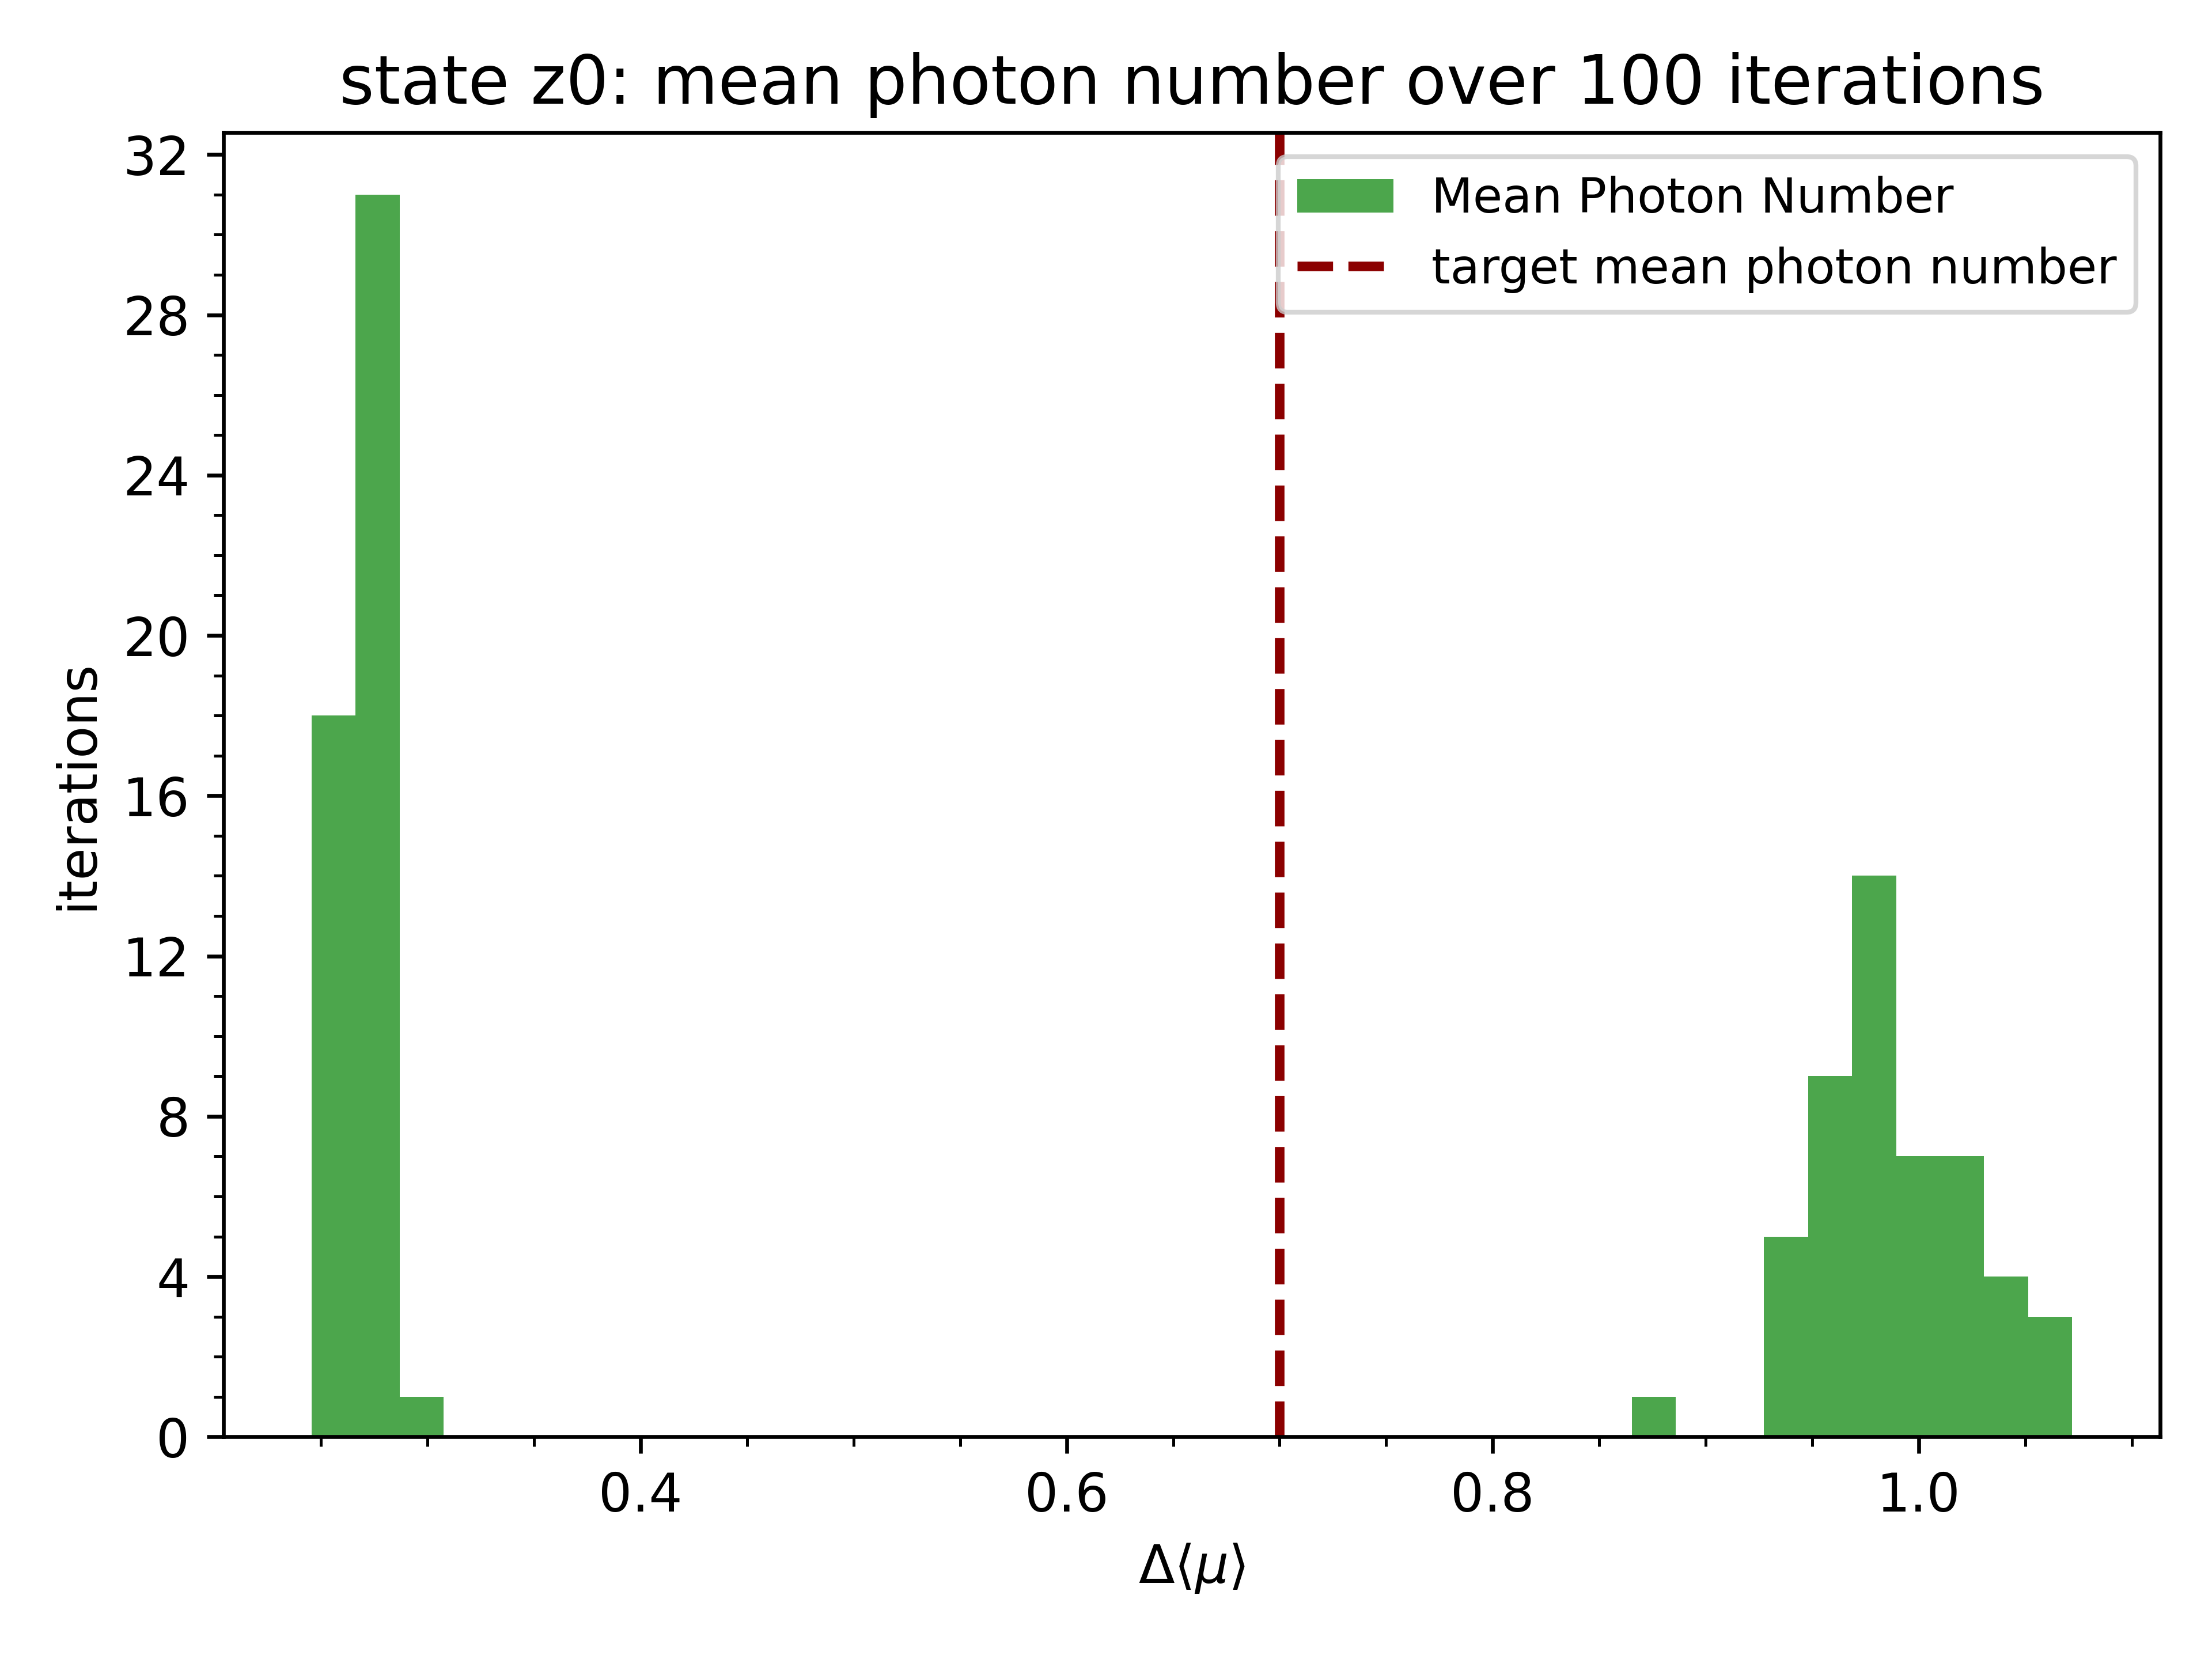 state z0: mean photon number over 100 iterations
Mean Photon Number
target mean photon number
iterations
32
28
24
20
16
12
8
4
0
0.4 0.6 0.8 1.0
Δ⟨μ⟩